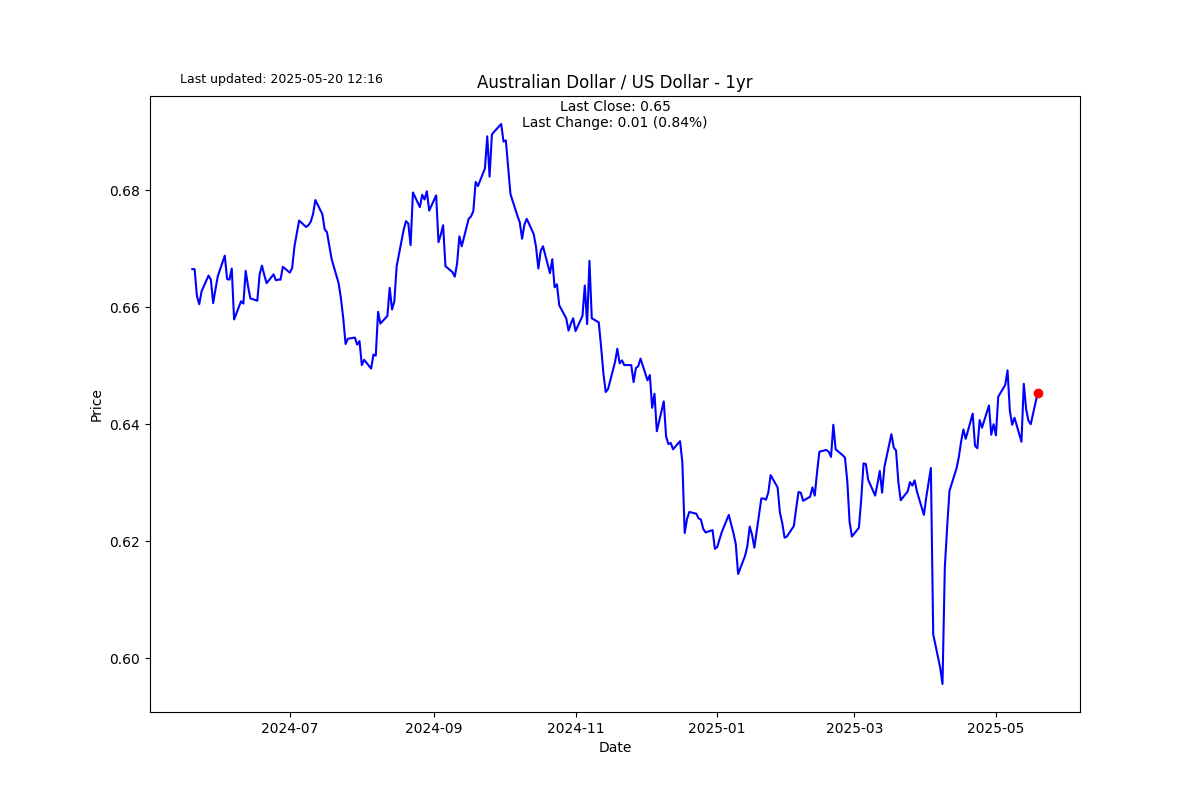 Last updated: 2025-05-20 12:16
Australian Dollar / US Dollar - 1yr
Last Close: 0.65
Last Change: 0.01 (0.84%)
0.68
0.66
0.64
0.62
0.60
Price
2024-07
2024-09
2024-11
2025-01
2025-03
2025-05
Date